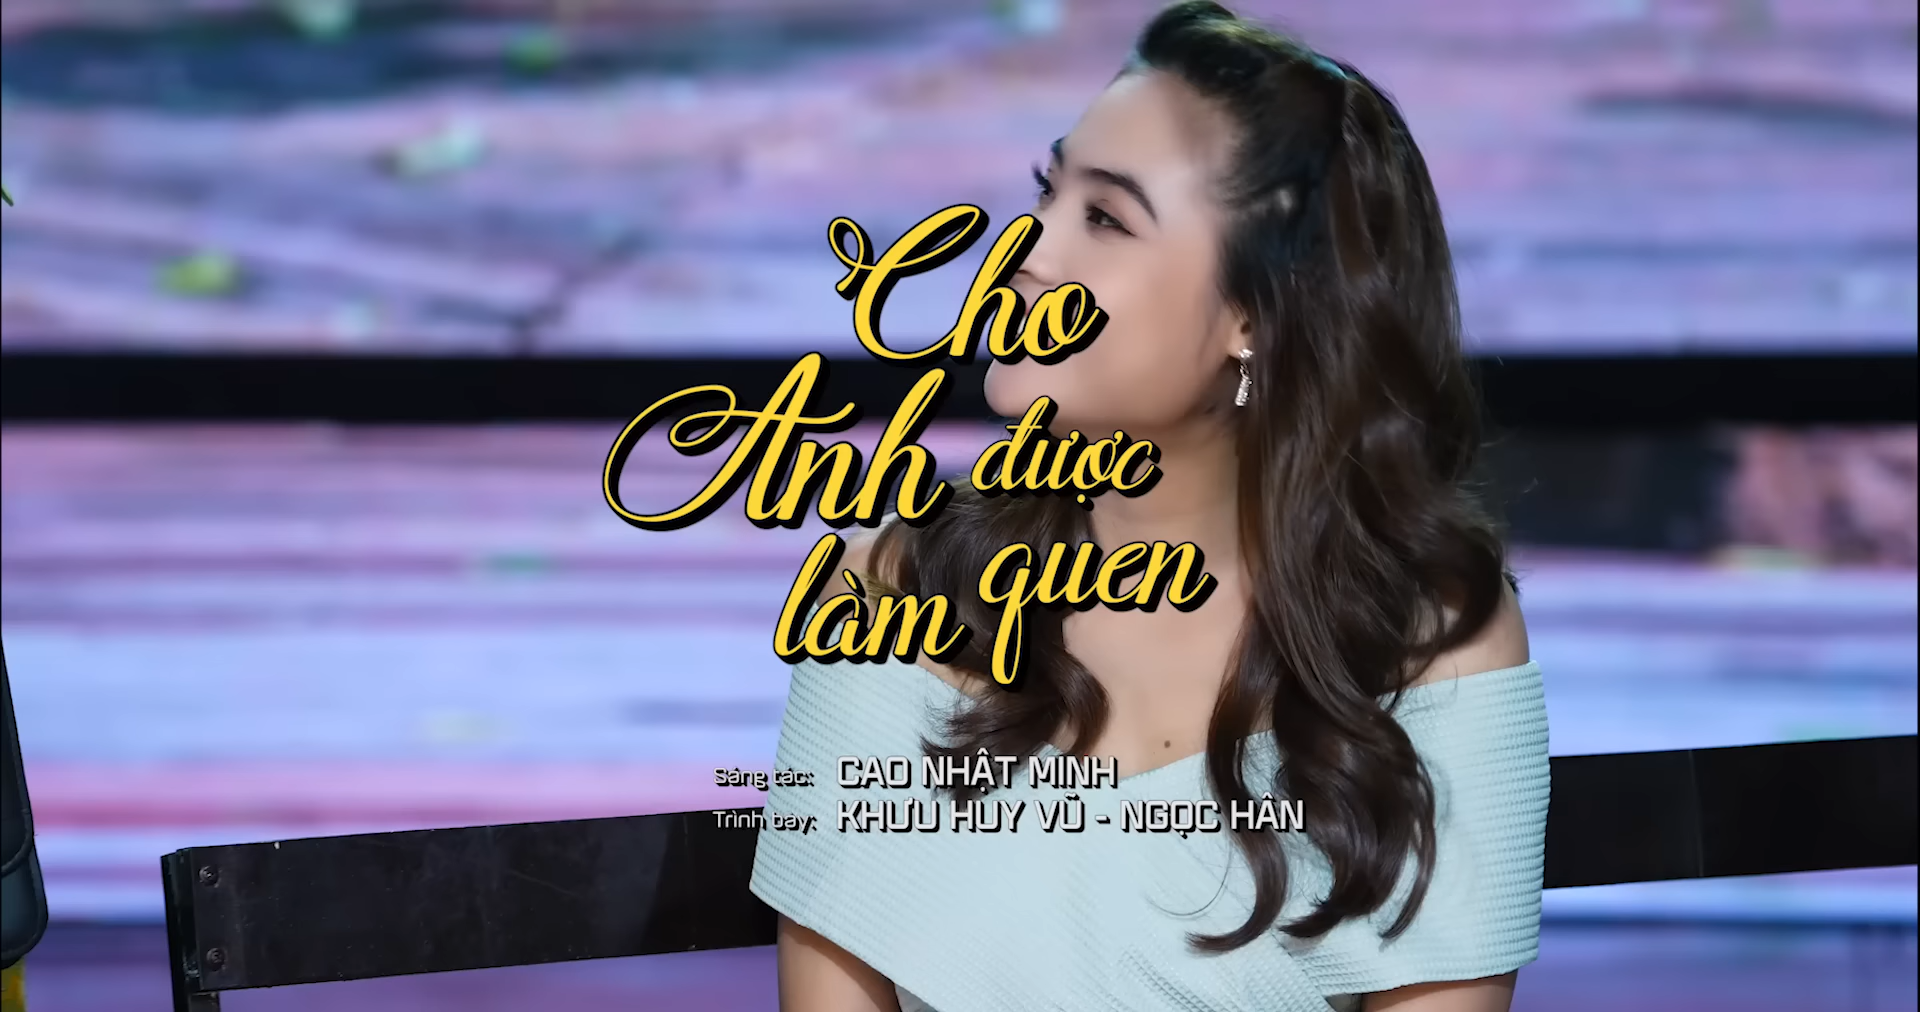 Cho
Anh được
làm quen
Sáng tác: CAO NHẬT MINH
Trình bày: KHƯU HUY VŨ - NGỌC HÂN